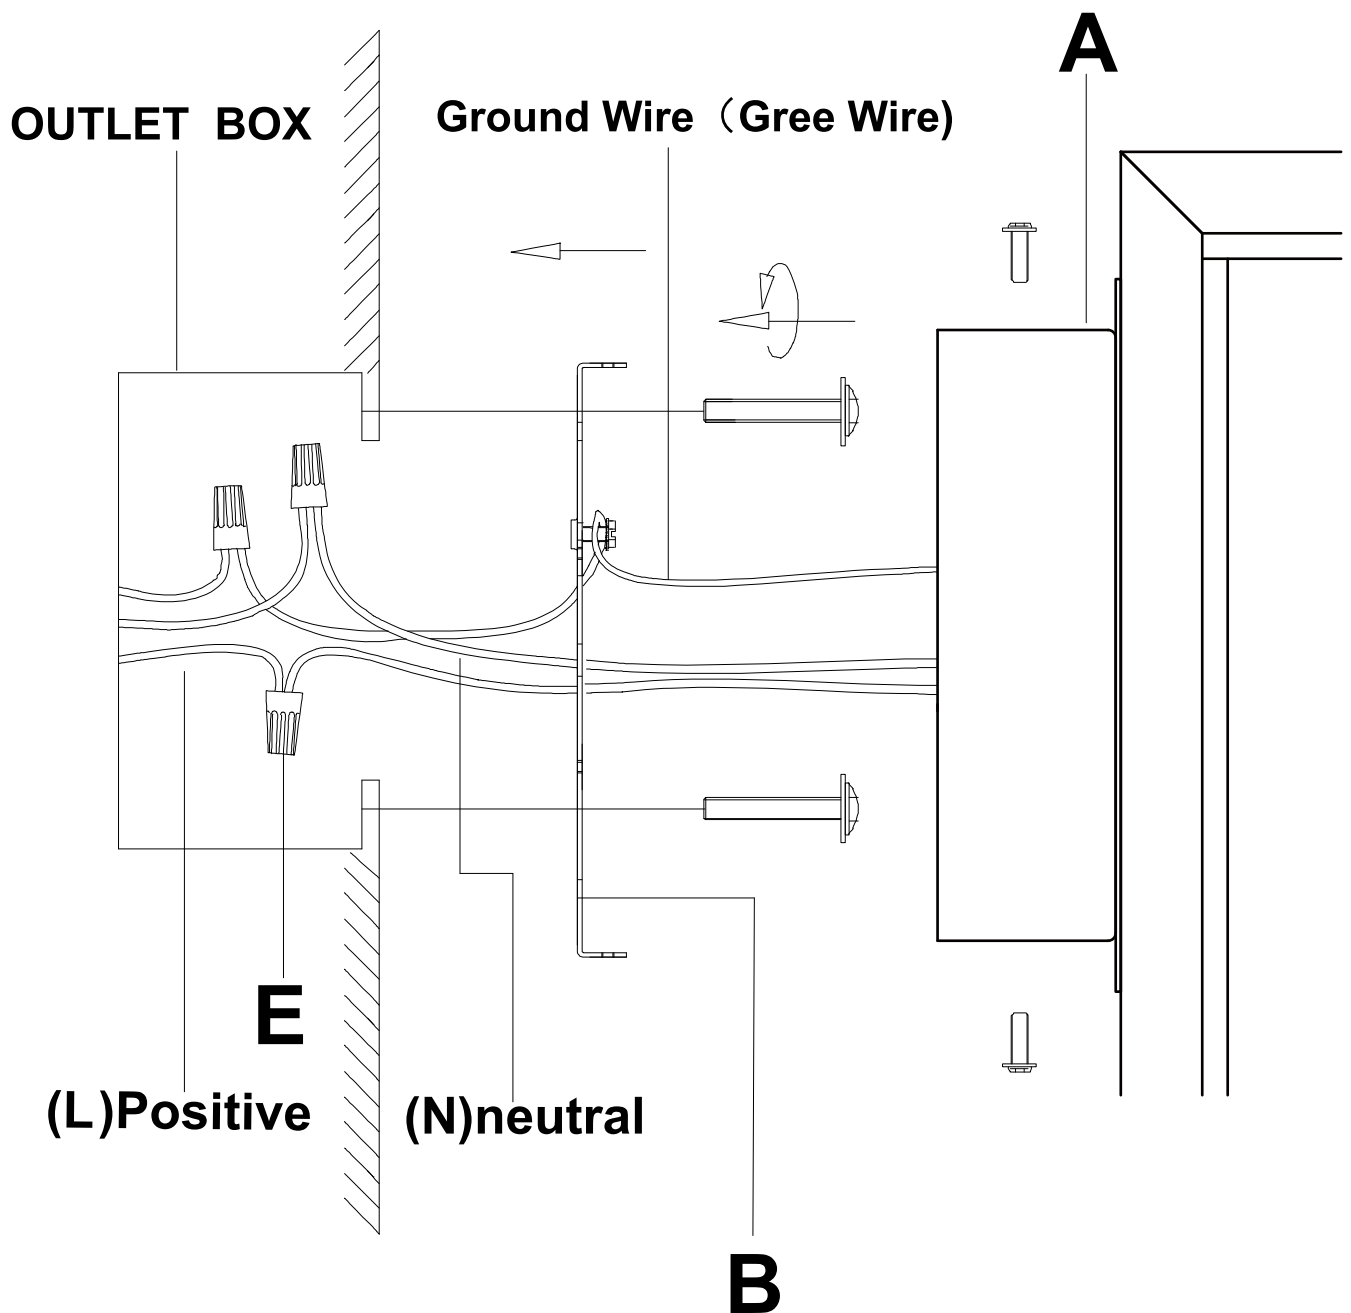 A
OUTLET BOX
Ground Wire（Gree Wire)
E
(L)Positive
(N)neutral
B